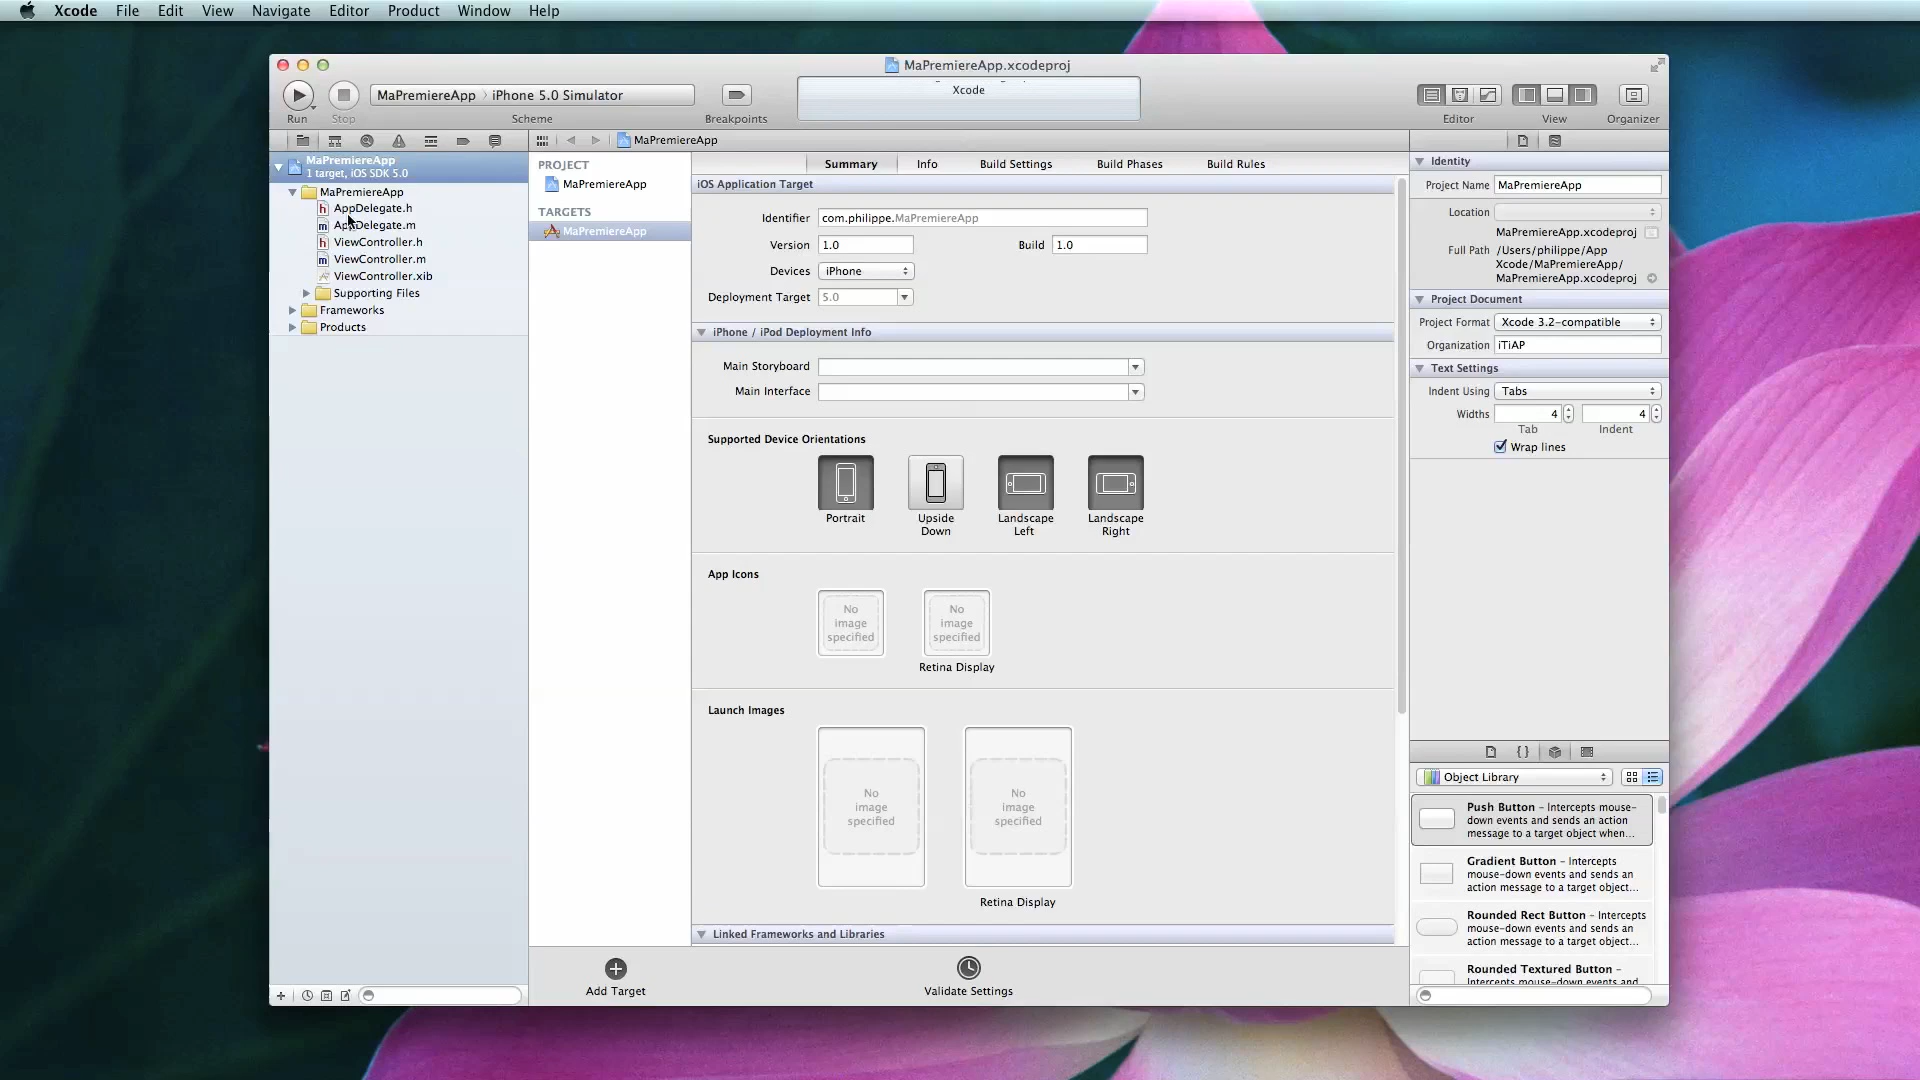 Xcode File Edit View Navigate Editor Product Window Help
MaPremiereApp.xcodeproj
MaPremiereApp iPhone 5.0 Simulator
Xcode
Run Stop Scheme Breakpoints Editor View Organizer
MaPremiereApp
1 target, iOS SDK 5.0
MaPremiereApp
AppDelegate.h
AppDelegate.m
ViewController.h
ViewController.m
ViewController.xib
Supporting Files
Frameworks
Products
MaPremiereApp
PROJECT
MaPremiereApp
TARGETS
MaPremiereApp
Add Target
Summary Info Build Settings Build Phases Build Rules
iOS Application Target
Identifier com.philippe.MaPremiereApp
Version 1.0 Build 1.0
Devices iPhone
Deployment Target 5.0
iPhone / iPod Deployment Info
Main Storyboard
Main Interface
Supported Device Orientations
Portrait Upside Landscape Landscape
Down Left Right
App Icons
No No
image image
specified specified
Retina Display
Launch Images
No No
image image
specified specified
Retina Display
Linked Frameworks and Libraries
Validate Settings
Identity
Project Name MaPremiereApp
Location
MaPremiereApp.xcodeproj
Full Path /Users/philippe/App
Xcode/MaPremiereApp/
MaPremiereApp.xcodeproj
Project Document
Project Format Xcode 3.2-compatible
Organization iTiAP
Text Settings
Indent Using Tabs
Widths 4 4
Tab Indent
Wrap lines
{ }
Object Library
Push Button - Intercepts mouse-
down events and sends an action
message to a target object when...
Gradient Button - Intercepts
mouse-down events and sends an
action message to a target object...
Rounded Rect Button - Intercepts
mouse-down events and sends an
action message to a target object...
Rounded Textured Button -
Intercepts mouse-down events and